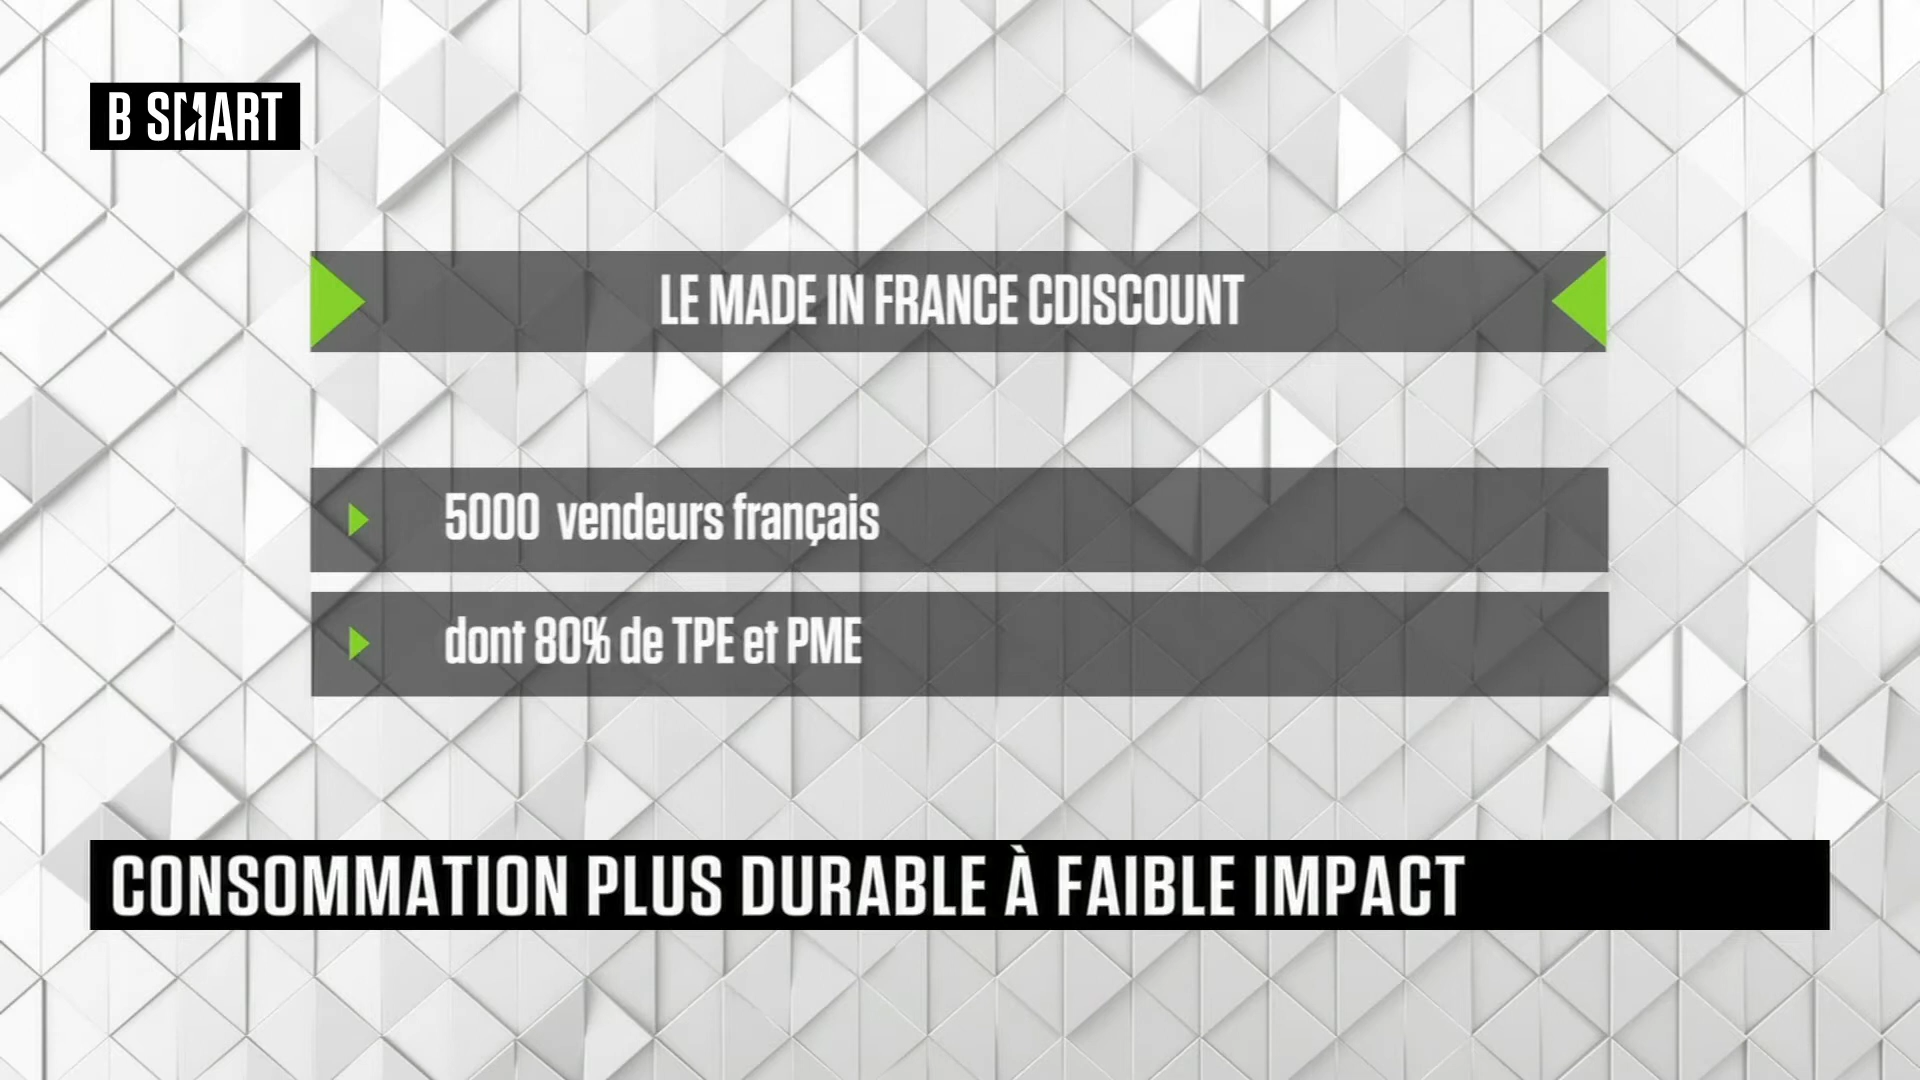 B SMART
LE MADE IN FRANCE CDISCOUNT
5000 vendeurs français
dont 80% de TPE et PME
CONSOMMATION PLUS DURABLE À FAIBLE IMPACT